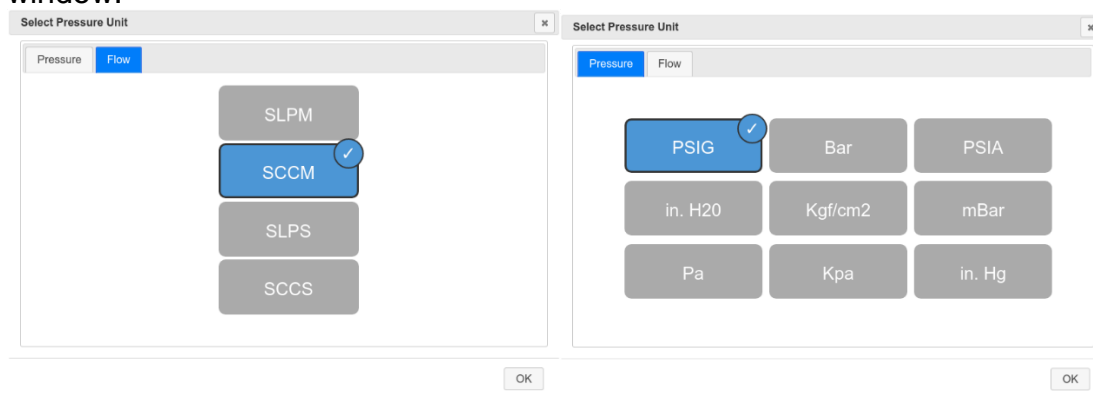 window.
Select Pressure Unit
Pressure Flow
SLPM
SCCM
SLPS
SCCS
OK
Select Pressure Unit
Pressure Flow
PSIG Bar PSIA
in. H20 Kgf/cm2 mBar
Pa Kpa in. Hg
OK